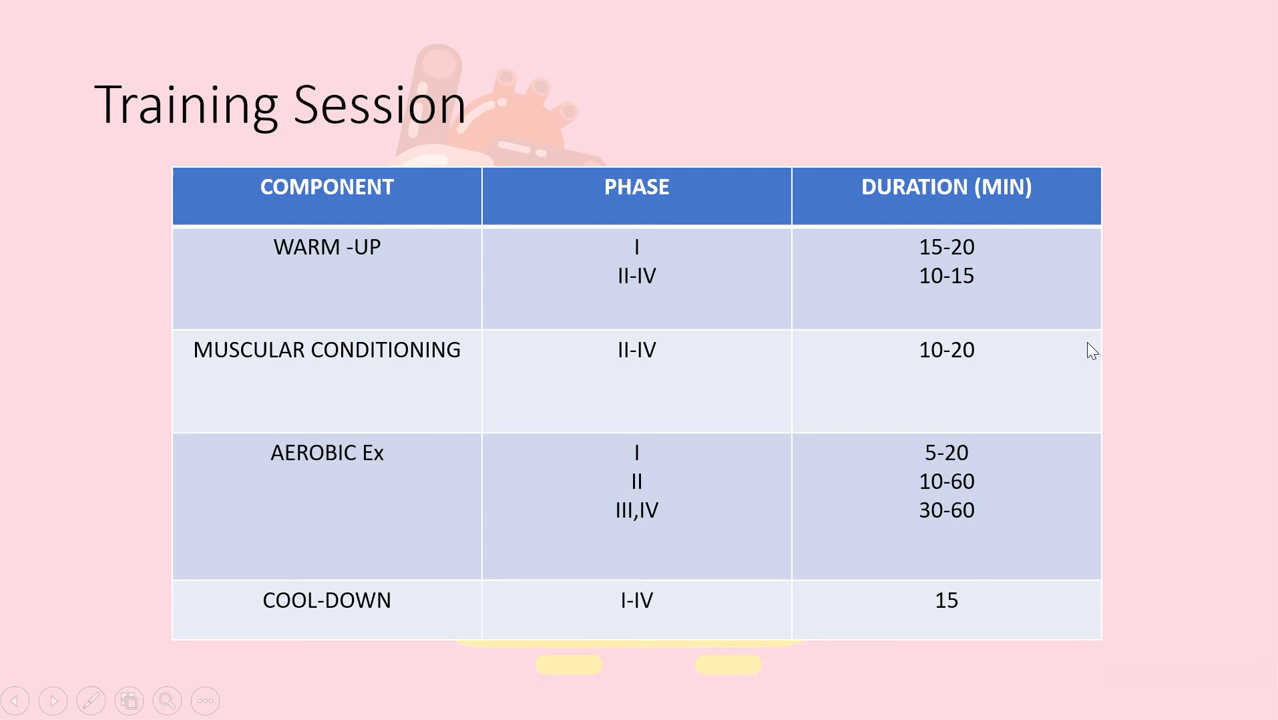 Training Session
COMPONENT PHASE DURATION (MIN)
WARM -UP I 15-20
II-IV 10-15
MUSCULAR CONDITIONING II-IV 10-20
AEROBIC Ex I 5-20
II 10-60
III,IV 30-60
COOL-DOWN I-IV 15